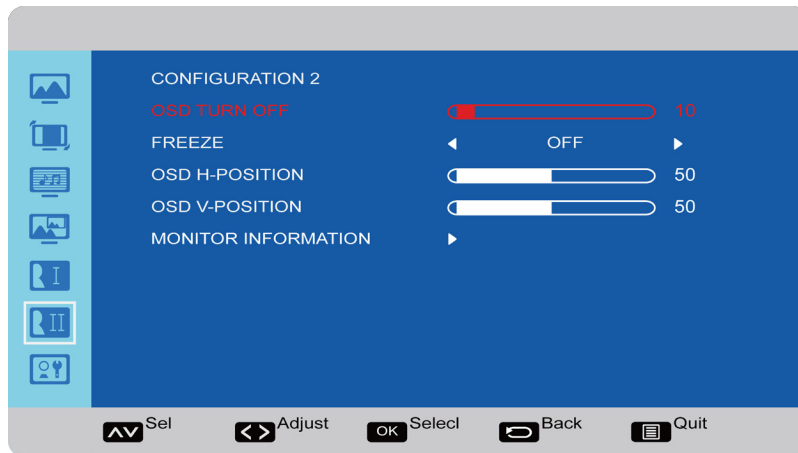 CONFIGURATION 2
OSD TURN OFF 10
FREEZE OFF
OSD H-POSITION 50
OSD V-POSITION 50
MONITOR INFORMATION
I
II
Sel Adjust OK Selecl Back Quit